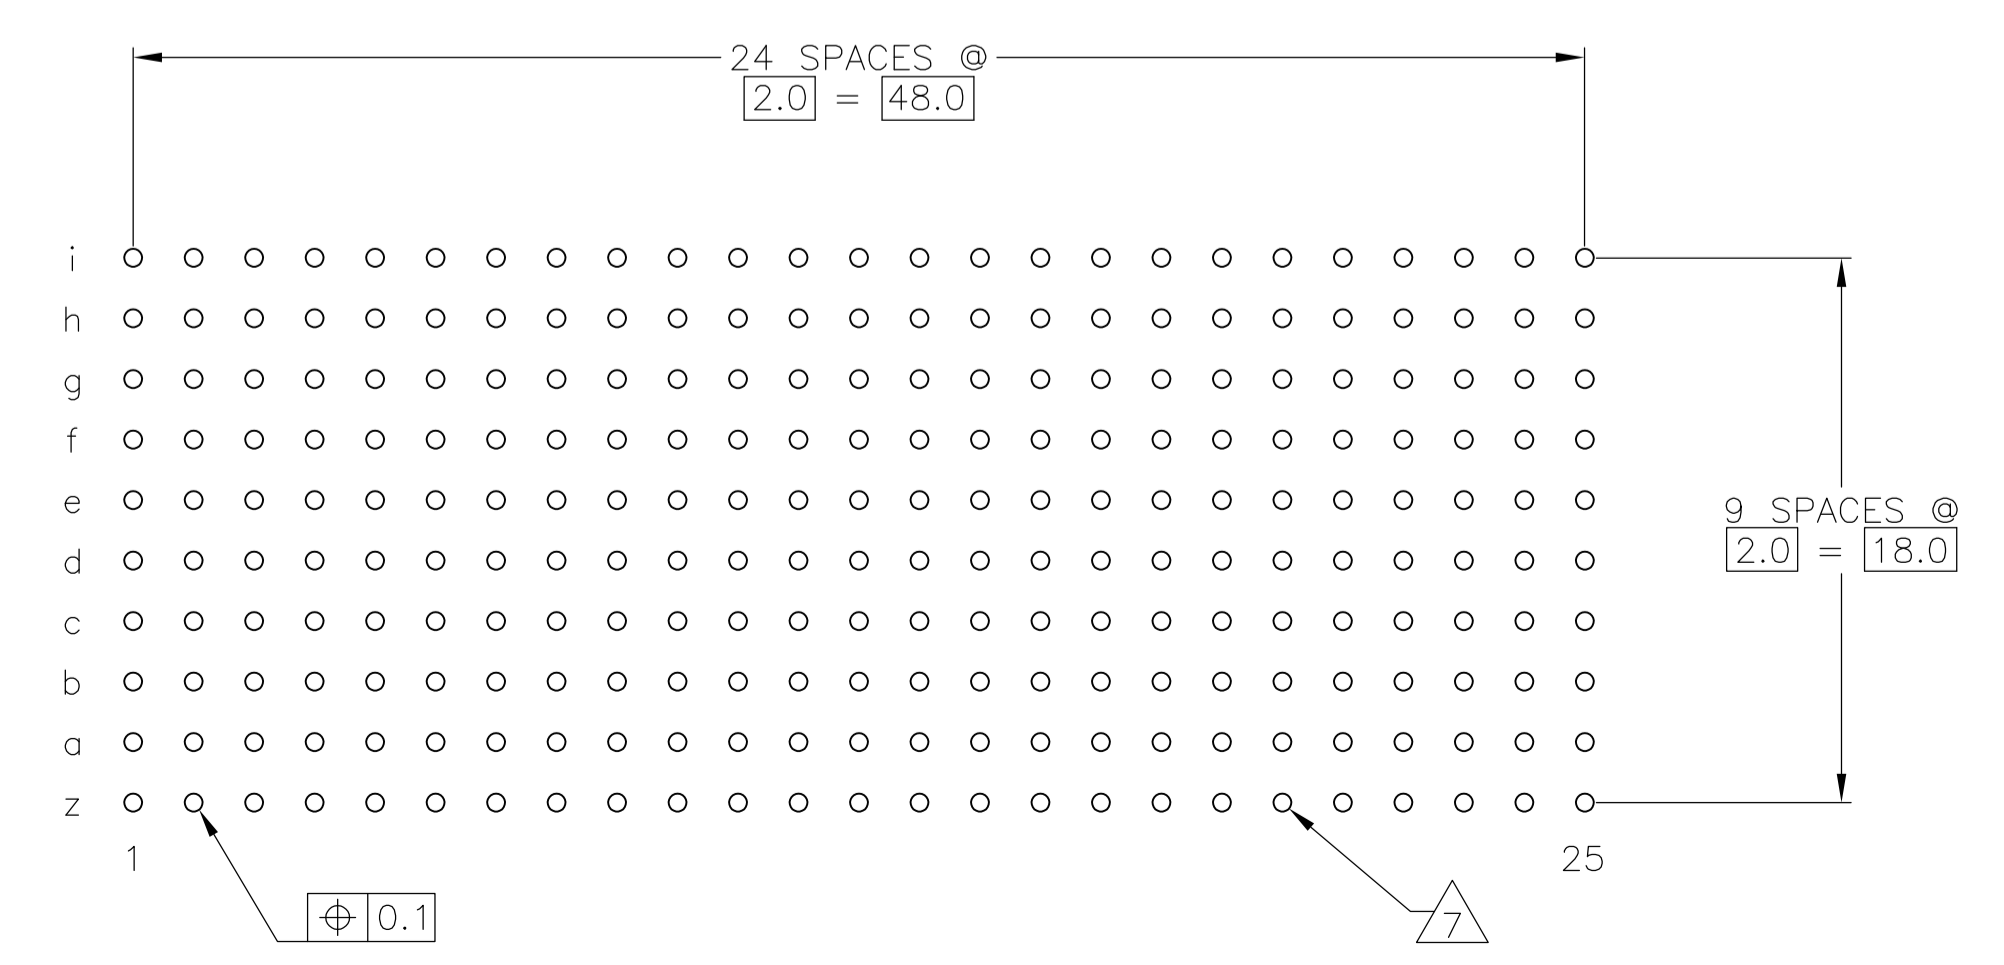 24 SPACES @
2.0 = 48.0
i
h
g
f
e
9 SPACES @
2.0 = 18.0
d
c
b
a
z
1
25
⌖ 0.1
7